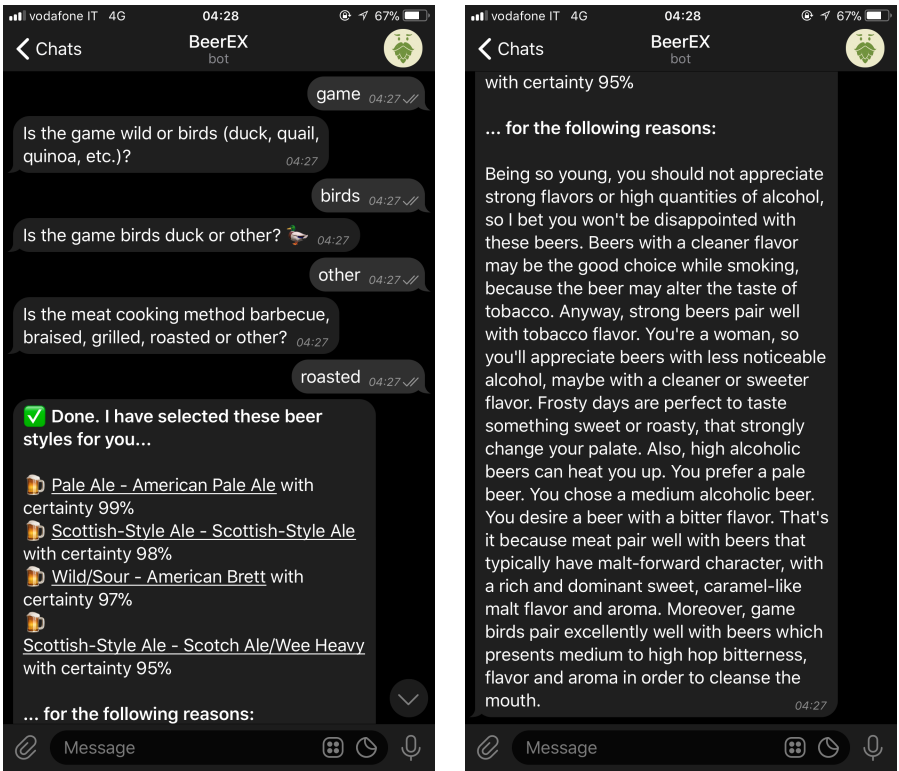 vodafone IT 4G 04:28 67%
Chats
BeerEX
bot
game 04:27
Is the game wild or birds (duck, quail,
quinoa, etc.)? 04:27
birds 04:27
Is the game birds duck or other? 🦆 04:27
other 04:27
Is the meat cooking method barbecue,
braised, grilled, roasted or other? 04:27
roasted 04:27
✅ Done. I have selected these beer
styles for you...
🍺 Pale Ale - American Pale Ale with
certainty 99%
🍺 Scottish-Style Ale - Scottish-Style Ale
with certainty 98%
🍺 Wild/Sour - American Brett with
certainty 97%
🍺
Scottish-Style Ale - Scotch Ale/Wee Heavy
with certainty 95%
... for the following reasons:
Message
vodafone IT 4G 04:28 67%
Chats
BeerEX
bot
with certainty 95%
... for the following reasons:
Being so young, you should not appreciate
strong flavors or high quantities of alcohol,
so I bet you won't be disappointed with
these beers. Beers with a cleaner flavor
may be the good choice while smoking,
because the beer may alter the taste of
tobacco. Anyway, strong beers pair well
with tobacco flavor. You're a woman, so
you'll appreciate beers with less noticeable
alcohol, maybe with a cleaner or sweeter
flavor. Frosty days are perfect to taste
something sweet or roasty, that strongly
change your palate. Also, high alcoholic
beers can heat you up. You prefer a pale
beer. You chose a medium alcoholic beer.
You desire a beer with a bitter flavor. That's
it because meat pair well with beers that
typically have malt-forward character, with
a rich and dominant sweet, caramel-like
malt flavor and aroma. Moreover, game
birds pair excellently well with beers which
presents medium to high hop bitterness,
flavor and aroma in order to cleanse the
mouth. 04:27
Message